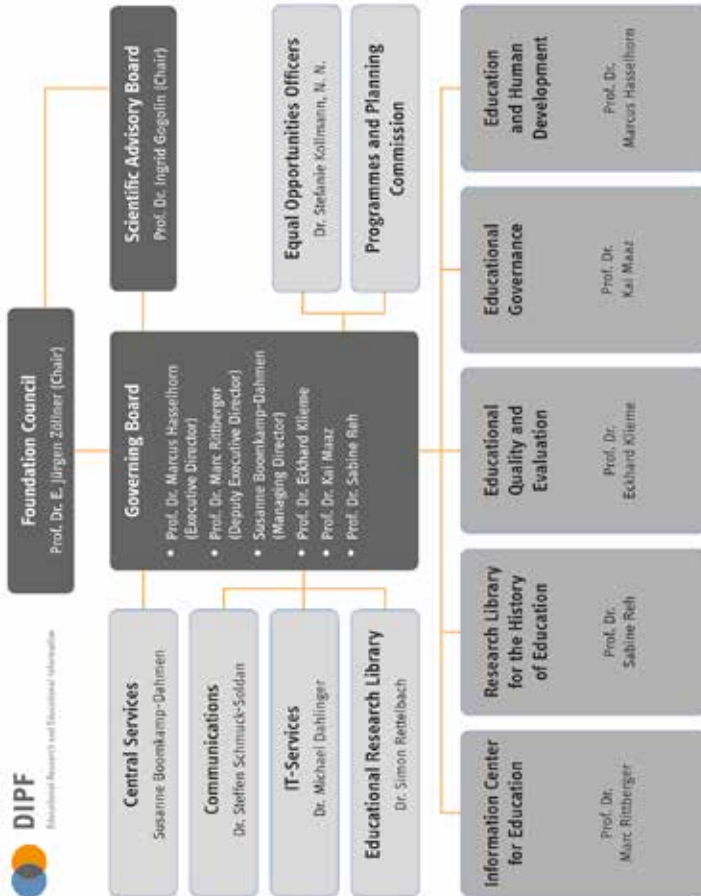 DIPF
Educational Research and Educational Information
Foundation Council
Prof. Dr. E. Jürgen Zöllner (Chair)
Scientific Advisory Board
Prof. Dr. Ingrid Gogolin (Chair)
Governing Board
• Prof. Dr. Marcus Hasselhorn
(Executive Director)
• Prof. Dr. Marc Rittberger
(Deputy Executive Director)
• Susanne Boomkamp-Dahmen
(Managing Director)
• Prof. Dr. Eckhard Klieme
• Prof. Dr. Kai Maaz
• Prof. Dr. Sabine Reh
Equal Opportunities Officers
Dr. Stefanie Kollmann, N. N.
Programmes and Planning
Commission
Central Services
Susanne Boomkamp-Dahmen
Communications
Dr. Steffen Schmuck-Soldan
IT-Services
Dr. Michael Dahlinger
Educational Research Library
Dr. Simon Rettelbach
Information Center
for Education
Prof. Dr.
Marc Rittberger
Research Library
for the History
of Education
Prof. Dr.
Sabine Reh
Educational
Quality and
Evaluation
Prof. Dr.
Eckhard Klieme
Educational
Governance
Prof. Dr.
Kai Maaz
Education
and Human
Development
Prof. Dr.
Marcus Hasselhorn